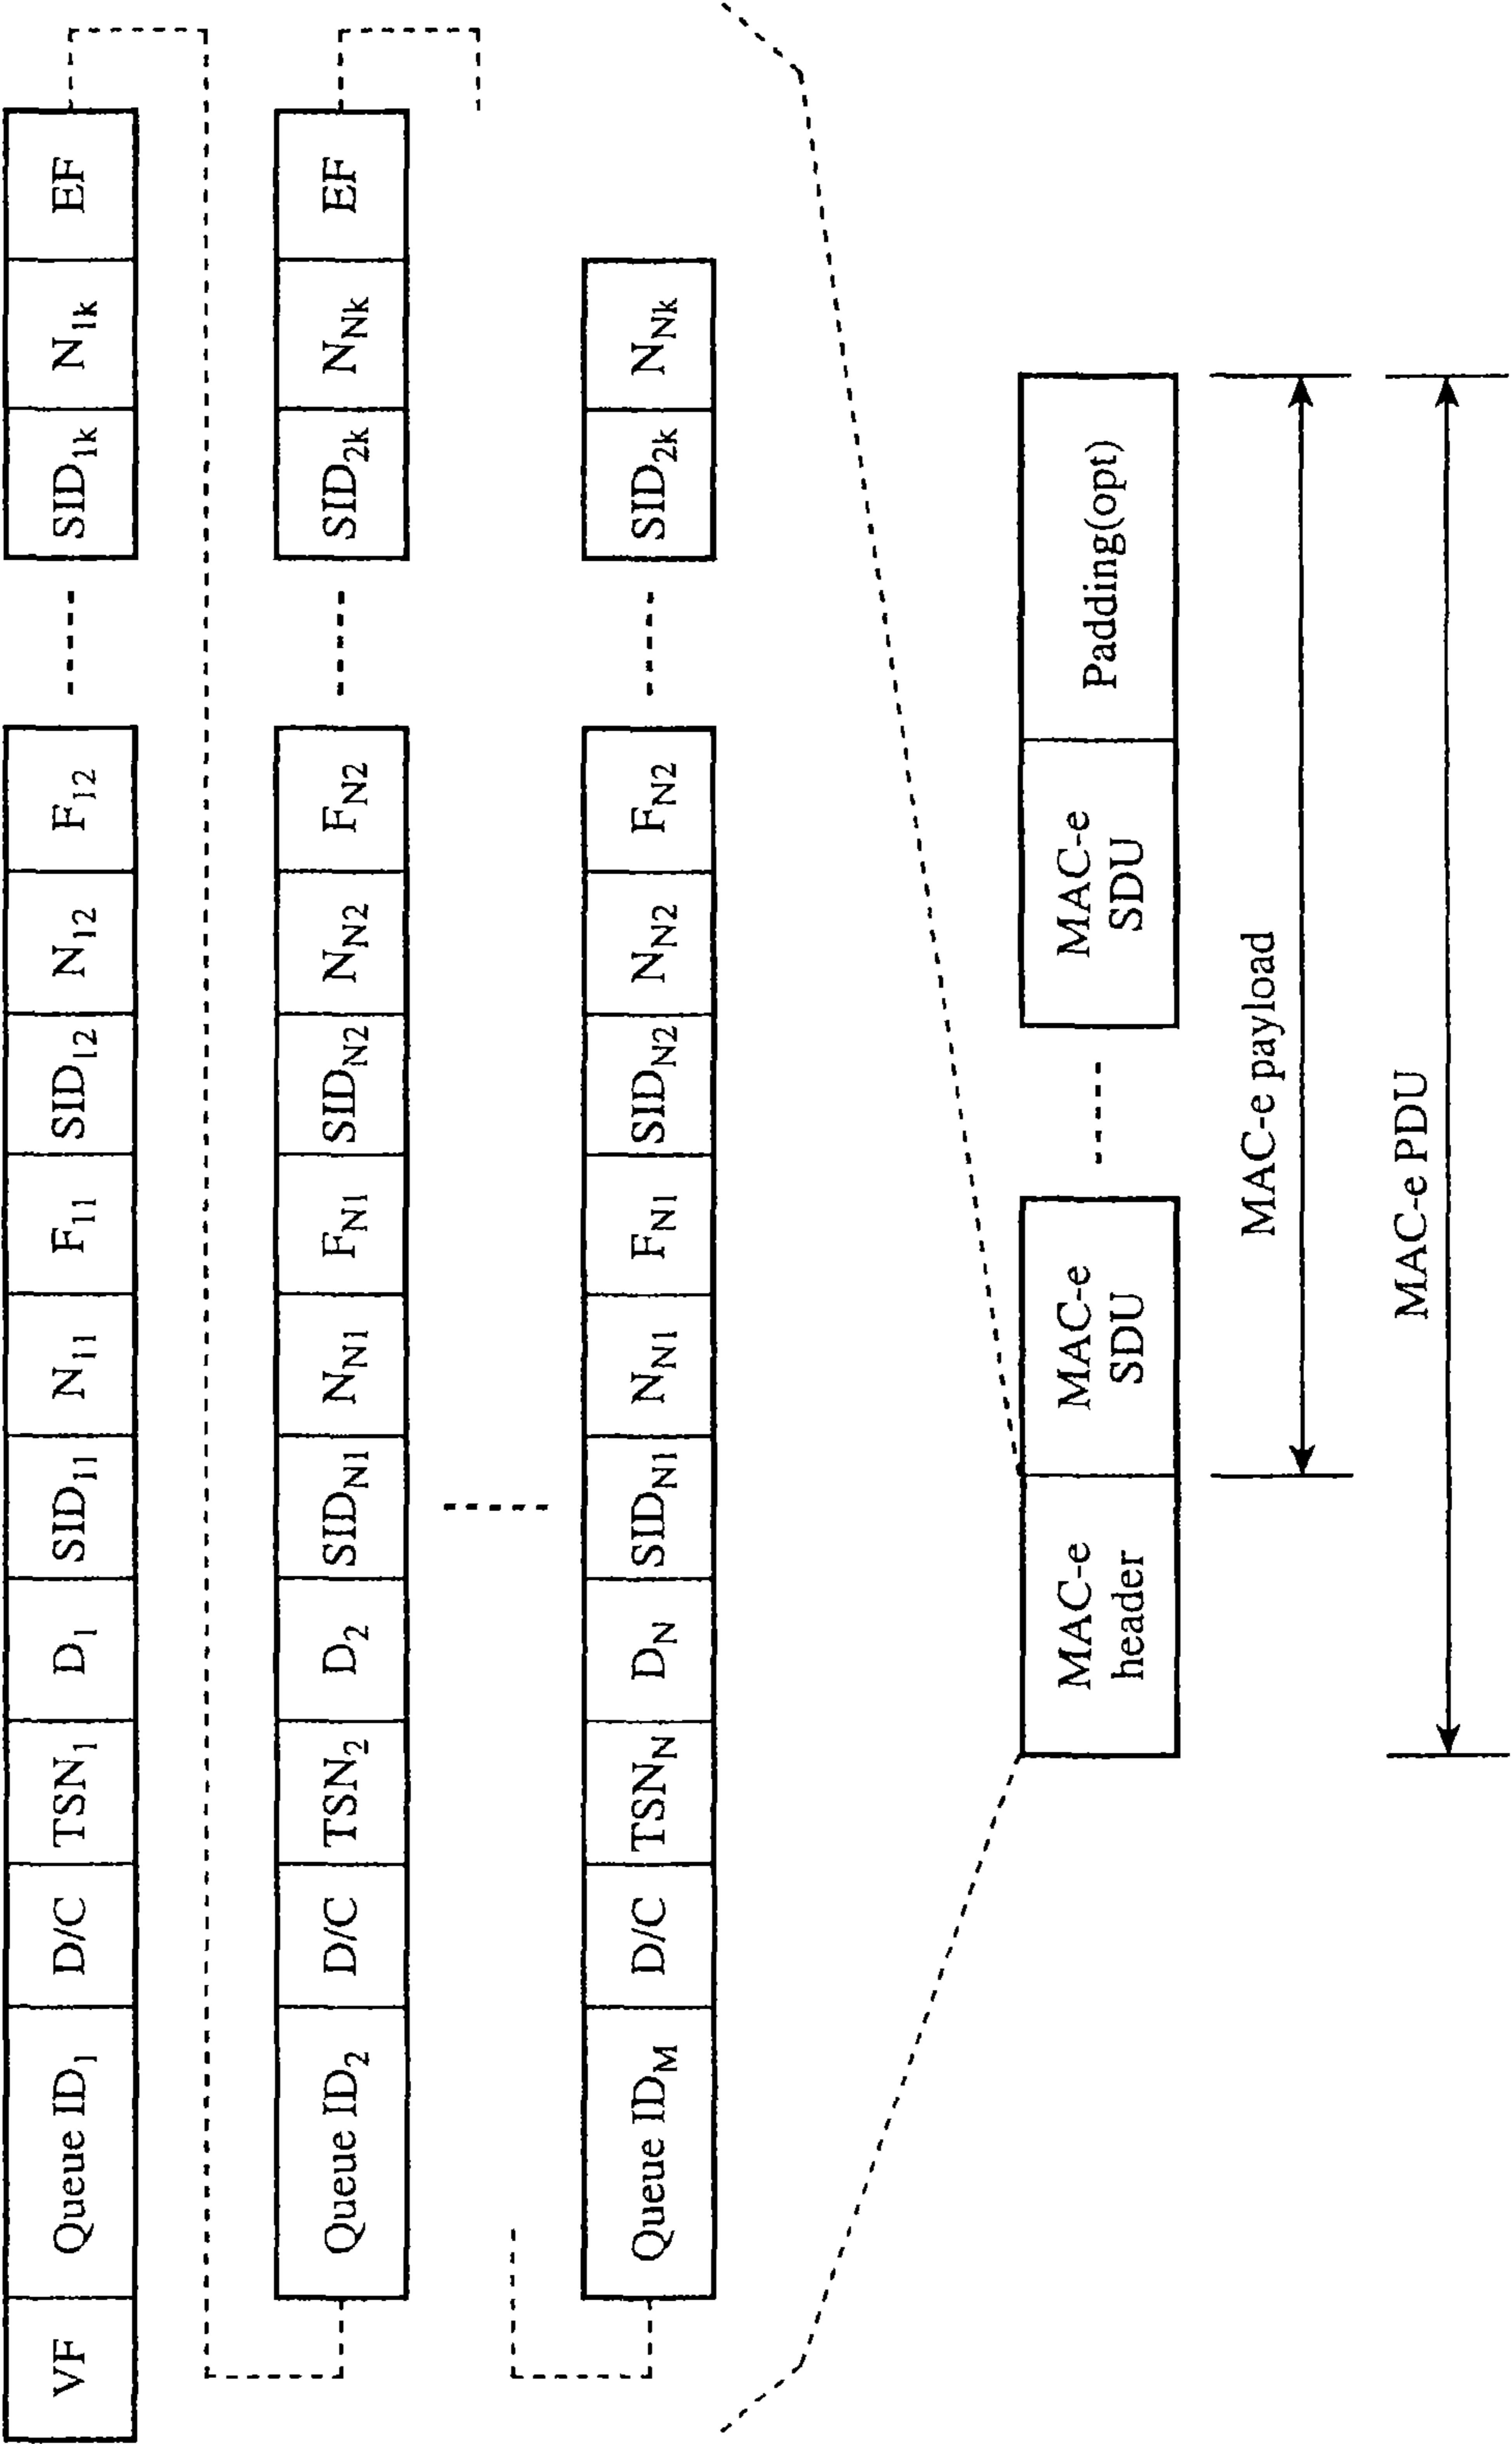 VF Queue ID1 D/C TSN1 D1 SID11 N11 F11 SID12 N12 F12 SID1k N1k EF
Queue ID2 D/C TSN2 D2 SIDN1 NN1 FN1 SIDN2 NN2 FN2 SID2k NNk EF
Queue IDM D/C TSNN DN SIDN1 NN1 FN1 SIDN2 NN2 FN2 SID2k NNk
MAC-e header
MAC-e SDU
MAC-e SDU
Padding(opt)
MAC-e payload
MAC-e PDU